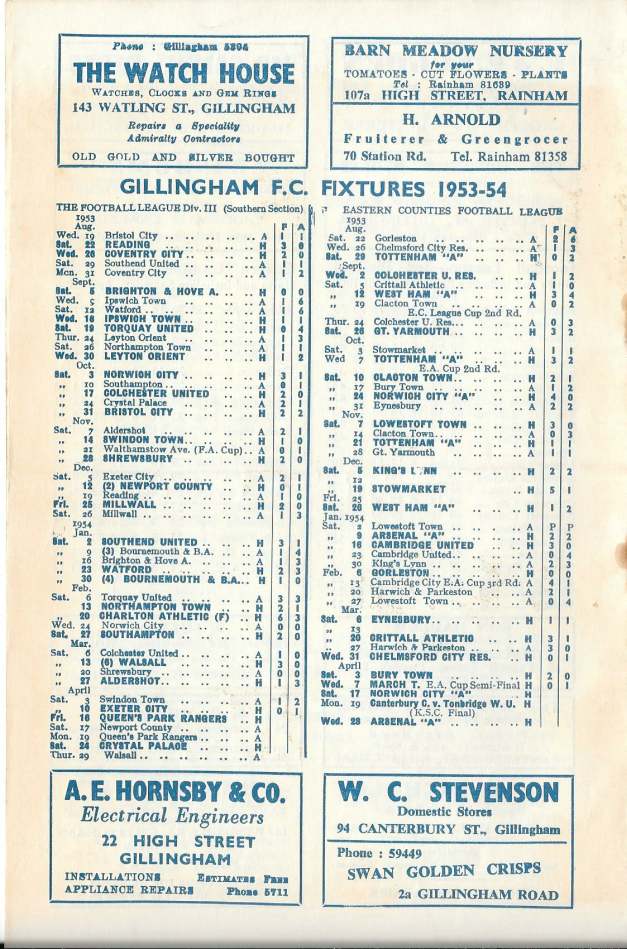 Phone : Gillingham 5804
THE WATCH HOUSE
WATCHES, CLOCKS AND GEM RINGS
143 WATLING ST., GILLINGHAM
Repairs a Speciality
Admiralty Contractors
OLD GOLD AND SILVER BOUGHT
BARN MEADOW NURSERY
for your
TOMATOES · CUT FLOWERS · PLANTS
Tel : Rainham 81689
107a HIGH STREET, RAINHAM
H. ARNOLD
Fruiterer & Greengrocer
70 Station Rd. Tel. Rainham 81358
GILLINGHAM F.C. FIXTURES 1953-54
THE FOOTBALL LEAGUE Div. III (Southern Section)
1953
Aug. F A
Wed. 19 Bristol City .. A 1 1
Sat. 22 READING .. H 3 0
Wed. 26 COVENTRY CITY .. H 2 0
Sat. 29 Southend United .. A 1 1
Mon. 31 Coventry City .. A 1 2
Sept.
Sat. 5 BRIGHTON & HOVE A. .. H 0 0
Wed. 9 Ipswich Town .. A 1 6
Sat. 12 Watford .. A 1 6
Wed. 16 IPSWICH TOWN .. H 1 1
Sat. 19 TORQUAY UNITED .. H 0 4
Thur. 24 Leyton Orient .. A 1 3
Sat. 26 Northampton Town .. A 1 1
Wed. 30 LEYTON ORIENT .. H 1 2
Oct.
Sat. 3 NORWICH CITY .. H 3 1
„ 10 Southampton .. A 0 1
„ 17 COLCHESTER UNITED .. H 2 0
„ 24 Crystal Palace .. A 2 1
„ 31 BRISTOL CITY .. H 2 2
Nov.
Sat. 7 Aldershot .. A 2 1
„ 14 SWINDON TOWN .. H 1 0
„ 21 Walthamstow Ave. (F.A. Cup) .. A 0 1
„ 28 SHREWSBURY .. H 2 0
Dec.
Sat. 5 Exeter City .. A 2 1
„ 12 (2) NEWPORT COUNTY .. H 0 1
„ 19 Reading .. A 1 0
Fri. 25 MILLWALL .. H 2 0
Sat. 26 Millwall .. A 1 3
1954
Jan.
Sat. 2 SOUTHEND UNITED .. H 3 1
„ 9 (3) Bournemouth & B.A. .. A 1 4
„ 16 Brighton & Hove A. .. A 1 3
„ 23 WATFORD .. H 2 3
„ 30 (4) BOURNEMOUTH & B.A. .. H 1 0
Feb.
Sat. 6 Torquay United .. A 3 3
13 NORTHAMPTON TOWN .. H 2 1
„ 20 CHARLTON ATHLETIC (F) .. H 6 3
Wed. 24 Norwich City .. A 0 0
Sat. 27 SOUTHAMPTON .. H 2 0
Mar.
Sat. 6 Colchester United .. A 1 0
„ 13 (6) WALSALL .. H 3 0
„ 20 Shrewsbury .. A 0 0
„ 27 ALDERSHOT .. H 1 3
April
Sat. 3 Swindon Town .. A 1 2
„ 10 EXETER CITY .. H 0 1
Fri. 16 QUEEN'S PARK RANGERS .. H
Sat. 17 Newport County .. A
Mon. 19 Queen's Park Rangers .. A
Sat. 24 CRYSTAL PALACE .. H
Thur. 29 Walsall .. A
EASTERN COUNTIES FOOTBALL LEAGUE
1953
Aug. F A
Sat. 22 Gorleston .. A 2 6
Wed. 26 Chelmsford City Res. .. A 1 3
Sat. 29 TOTTENHAM "A" .. H 0 2
Sept.
Wed. 2 COLCHESTER U. RES. .. H 1 2
Sat. 5 Crittall Athletic .. A 1 0
„ 12 WEST HAM "A" .. H 3 4
„ 19 Clacton Town .. A 0 2
E.C. League Cup 2nd Rd.
Thur. 24 Colchester U. Res. .. A 0 3
Sat. 26 GT. YARMOUTH .. H 3 2
Oct.
Sat. 3 Stowmarket .. A 1 1
Wed 7 TOTTENHAM "A" .. H 3 2
E.A. Cup 2nd Rd.
Sat. 10 CLACTON TOWN .. H 2 1
„ 17 Bury Town .. A 1 2
„ 24 NORWICH CITY "A" .. H 4 0
„ 31 Eynesbury .. A 2 2
Nov.
Sat. 7 LOWESTOFT TOWN .. H 3 0
„ 14 Clacton Town .. A 0 3
„ 21 TOTTENHAM "A" .. H 1 1
„ 28 Gt. Yarmouth .. A 1 1
Dec.
Sat. 5 KING'S LYNN .. H 2 2
„ 12
„ 19 STOWMARKET .. H 5 1
Fri. 25
Sat. 26 WEST HAM "A" .. H 1 2
Jan. 1954
Sat. 2 Lowestoft Town .. A P P
„ 9 ARSENAL "A" .. H 2 2
„ 16 CAMBRIDGE UNITED .. H 3 0
„ 23 Cambridge United .. A 0 4
„ 30 King's Lynn .. A 2 3
Feb. 6 GORLESTON .. H 0 0
„ 13 Cambridge City E.A. Cup 3rd Rd. A 4 1
„ 20 Harwich & Parkeston .. A 2 1
„ 27 Lowestoft Town .. A 0 4
Mar.
Sat. 6 EYNESBURY .. H 1 1
„ 13
„ 20 CRITTALL ATHLETIC .. H 3 1
„ 27 Harwich & Parkeston .. A 3 0
Wed. 31 CHELMSFORD CITY RES. .. H 0 1
April
Sat. 3 BURY TOWN .. H 2 0
Wed. 7 MARCH T. E.A. Cup Semi-Final H 0 1
Sat. 17 NORWICH CITY "A" H
Mon. 19 Canterbury C. v. Tonbridge W. U. H
(K.S.C. Final)
Wed. 28 ARSENAL "A" .. H
A. E. HORNSBY & CO.
Electrical Engineers
22 HIGH STREET
GILLINGHAM
INSTALLATIONS ESTIMATES FREE
APPLIANCE REPAIRS Phone 5711
W. C. STEVENSON
Domestic Stores
94 CANTERBURY ST., Gillingham
Phone : 59449
SWAN GOLDEN CRISPS
2a GILLINGHAM ROAD